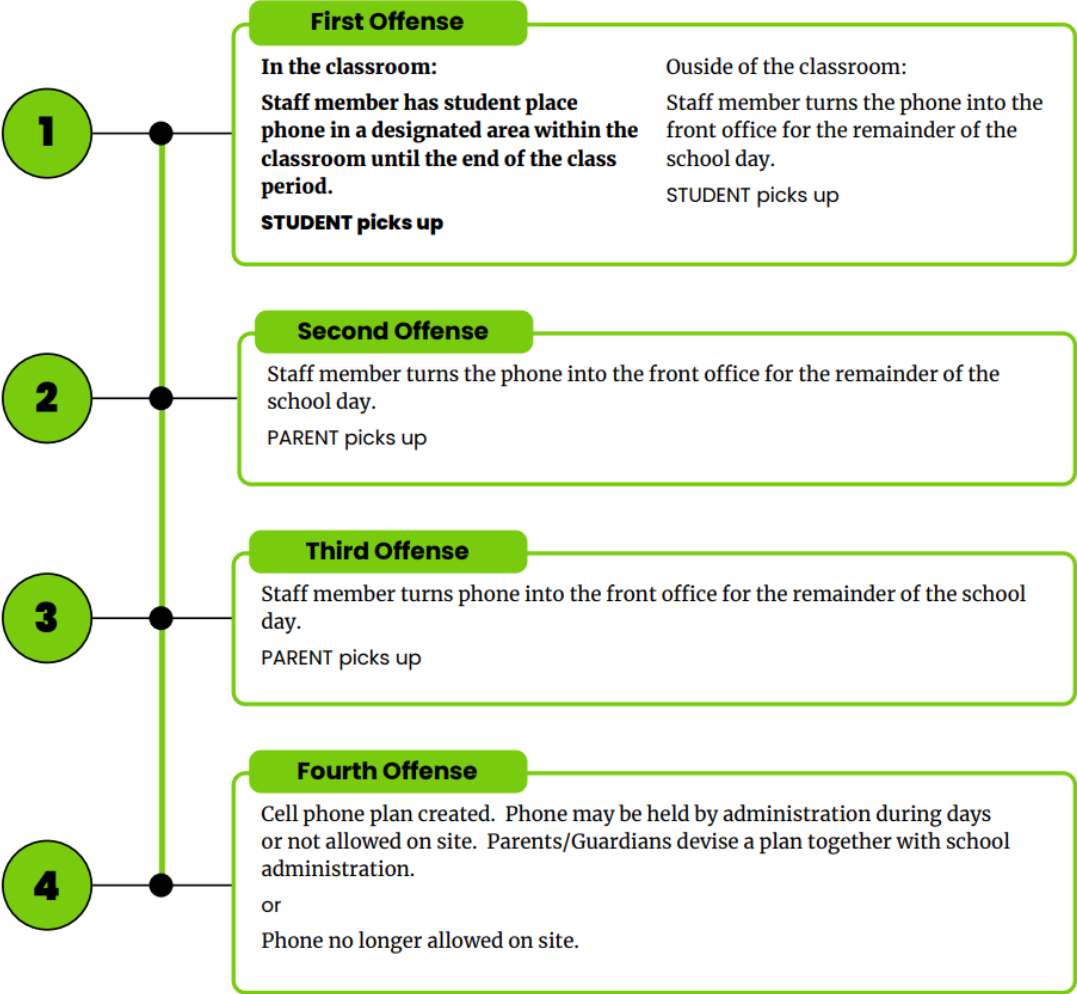 First Offense
In the classroom:
Staff member has student place
phone in a designated area within the
classroom until the end of the class
period.
STUDENT picks up
Ouside of the classroom:
Staff member turns the phone into the
front office for the remainder of the
school day.
STUDENT picks up
1
Second Offense
Staff member turns the phone into the front office for the remainder of the
school day.
PARENT picks up
2
Third Offense
Staff member turns phone into the front office for the remainder of the school
day.
PARENT picks up
3
Fourth Offense
Cell phone plan created.  Phone may be held by administration during days
or not allowed on site.  Parents/Guardians devise a plan together with school
administration.
or
Phone no longer allowed on site.
4